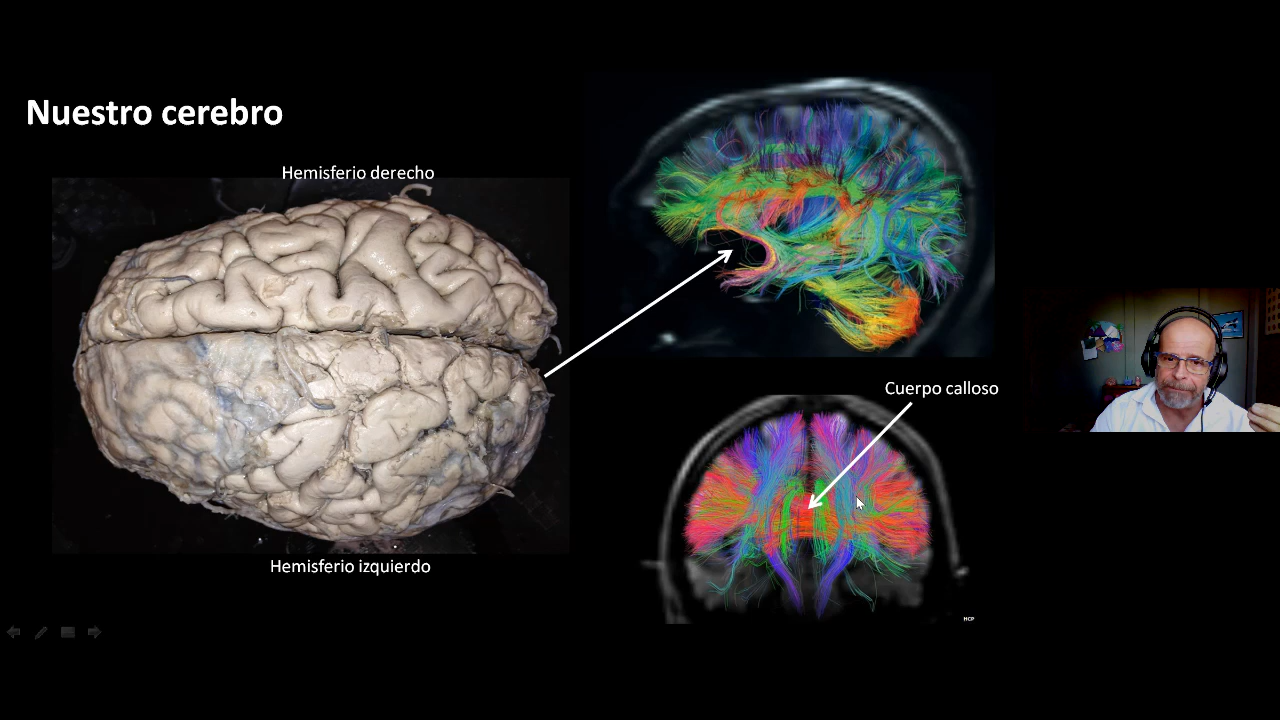 Nuestro cerebro
Hemisferio derecho
Cuerpo calloso
Hemisferio izquierdo
HCP